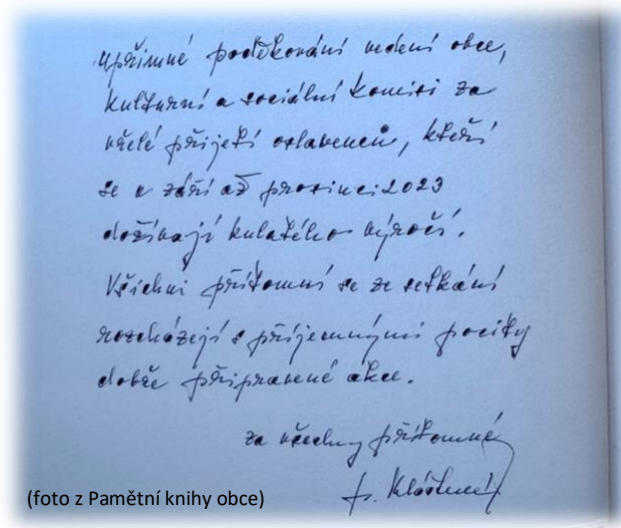 upřímné poděkování vedení obce,
kulturní a sociální komisi za
vřelé přijetí oslavenců, kteří
se v září až prosinci 2023
dožívají kulatého výročí.
Všichni přítomní se ze setkání
rozcházejí s příjemnými pocity
dobře připravené akce.
za všechny přítomné
(foto z Pamětní knihy obce)